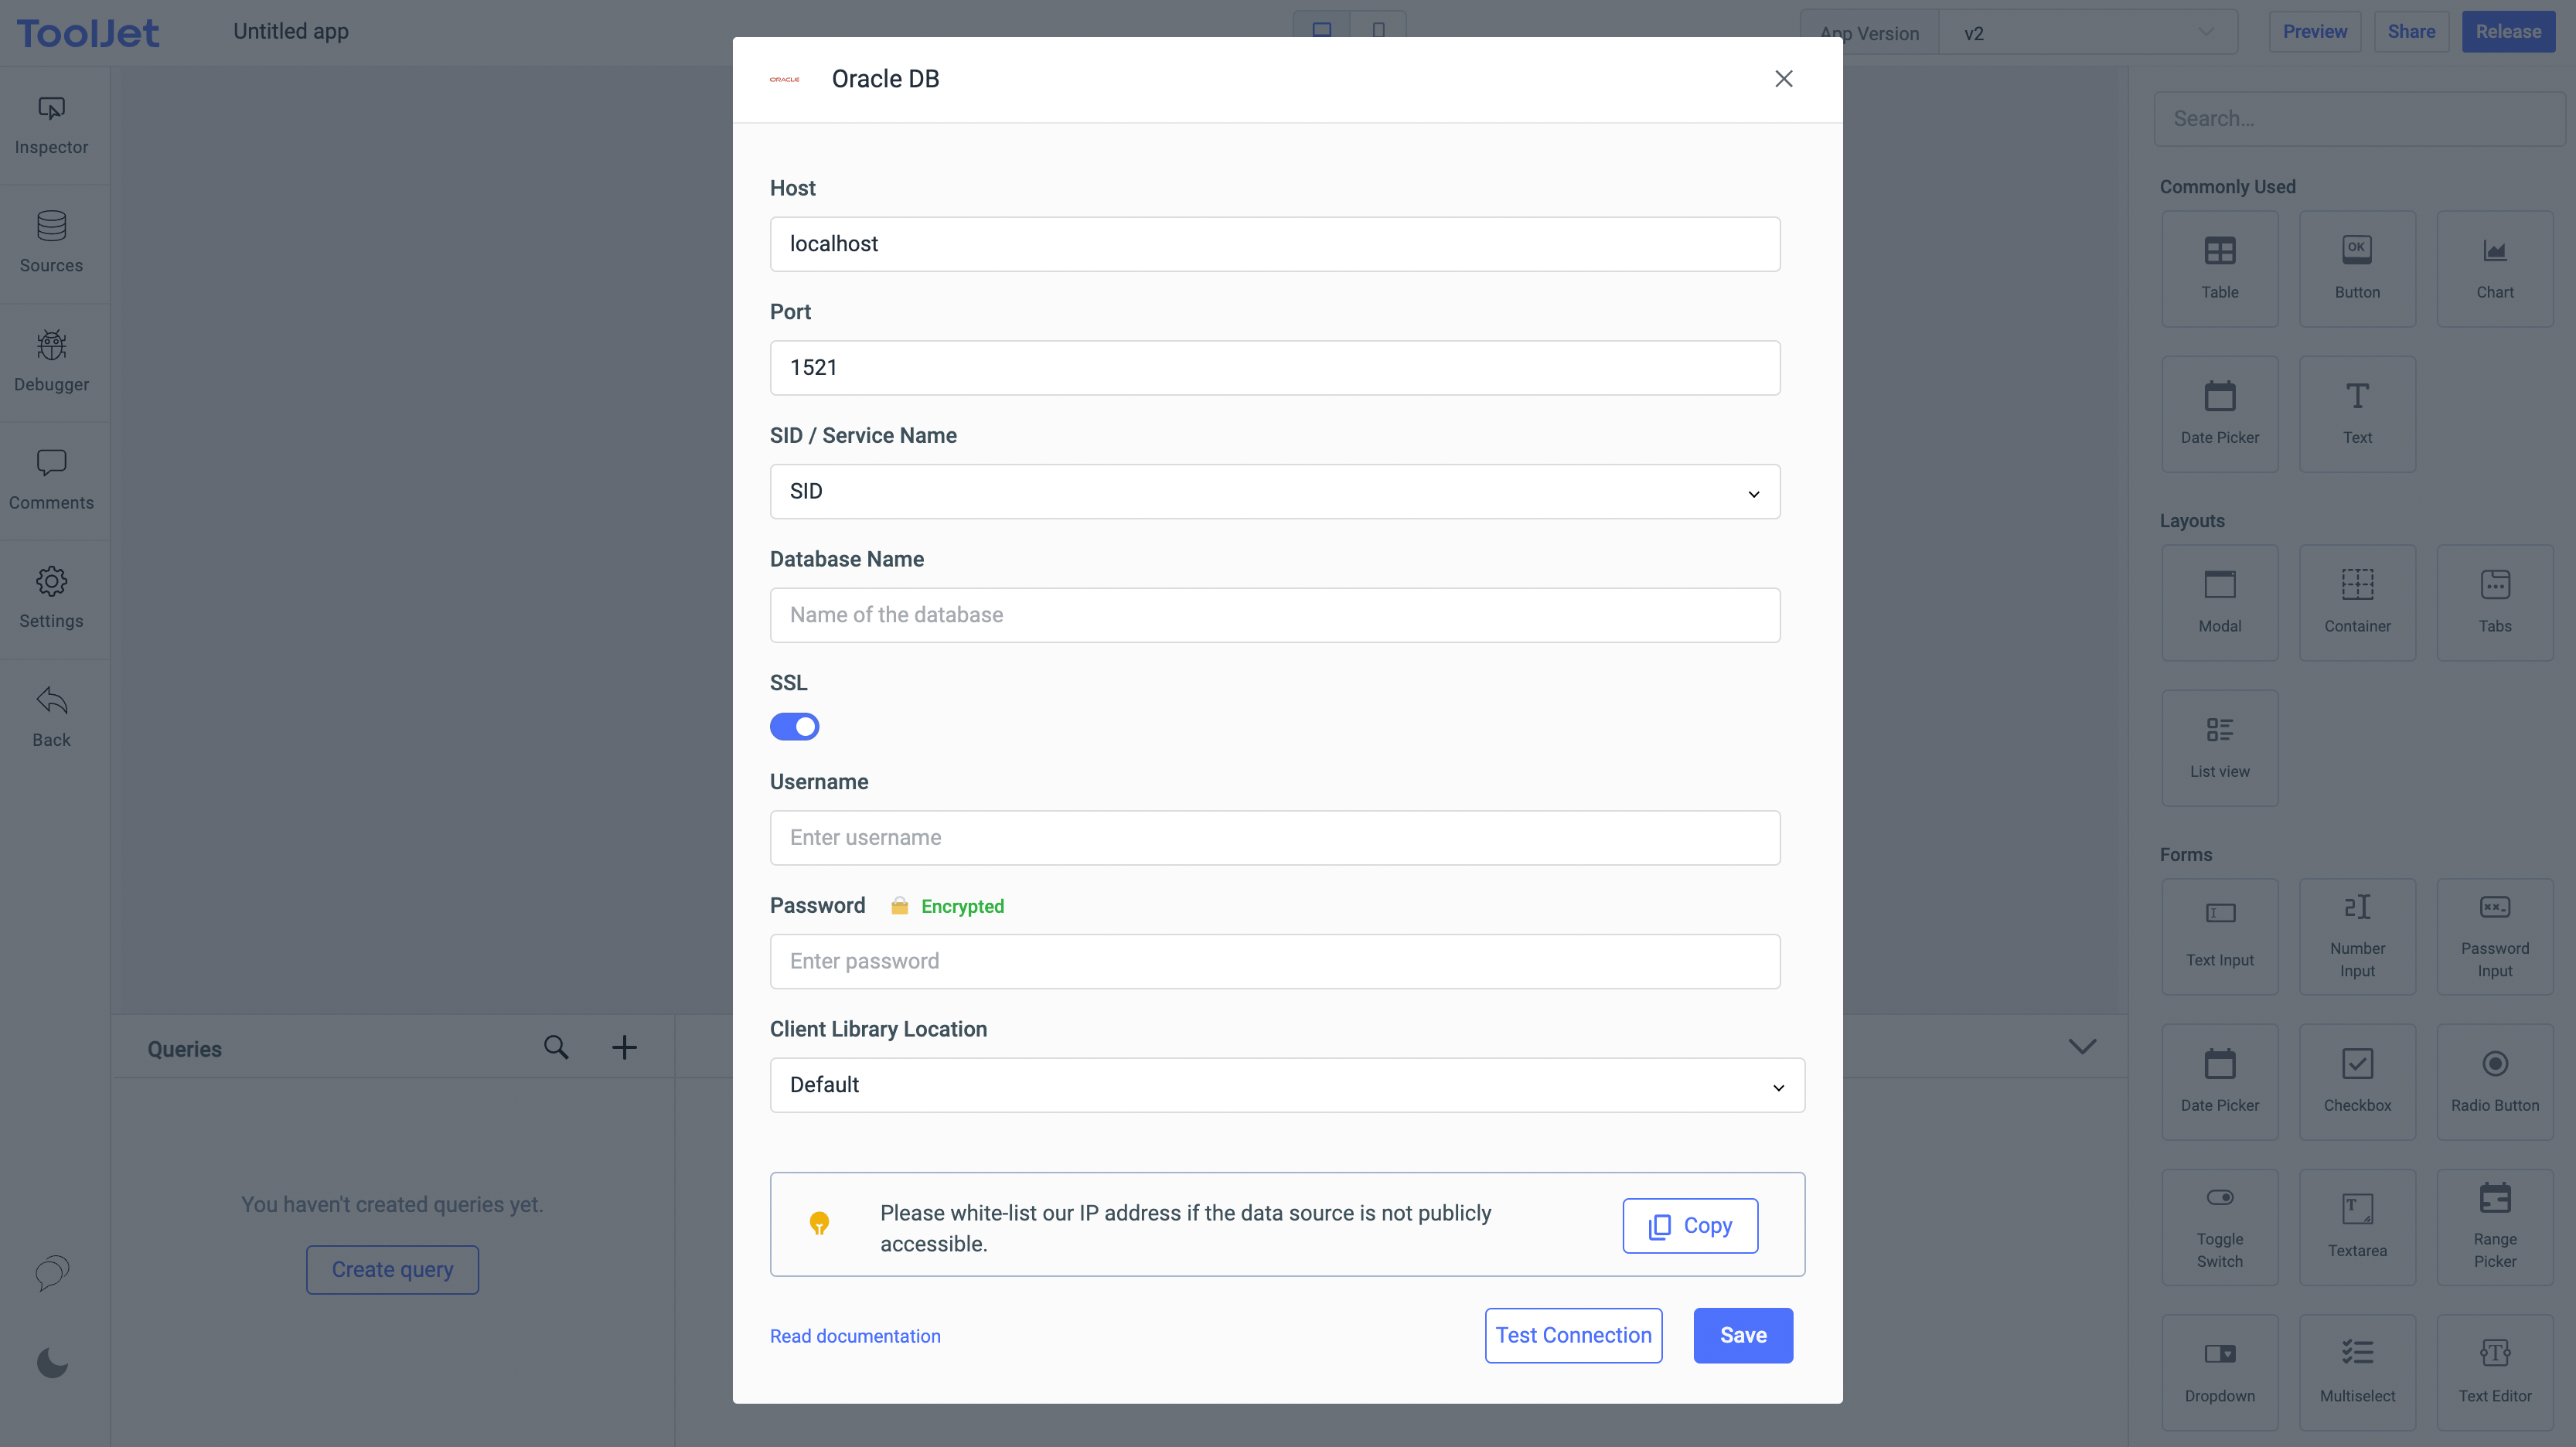 ToolJet
Untitled app
App Version
v2
Preview
Share
Release
Inspector
Sources
Debugger
Comments
Settings
Back
Queries
You haven't created queries yet.
Create query
ORACLE
Oracle DB
Host
localhost
Port
1521
SID / Service Name
SID
Database Name
Name of the database
SSL
Username
Enter username
Password
Encrypted
Enter password
Client Library Location
Default
Please white-list our IP address if the data source is not publicly
accessible.
Copy
Read documentation
Test Connection
Save
Search…
Commonly Used
Table
OK
Button
Chart
Date Picker
T
Text
Layouts
Modal
Container
Tabs
List view
Forms
Text Input
Number
Input
Password
Input
Date Picker
Checkbox
Radio Button
Toggle
Switch
Textarea
Range
Picker
Dropdown
Multiselect
Text Editor